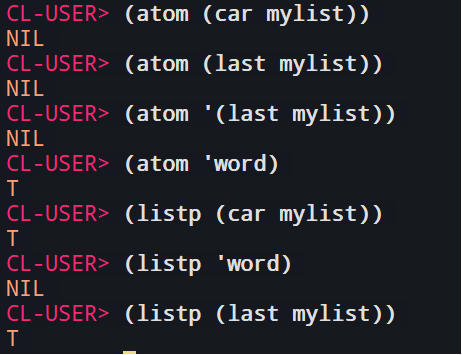 CL-USER> (atom (car mylist))
NIL
CL-USER> (atom (last mylist))
NIL
CL-USER> (atom '(last mylist))
NIL
CL-USER> (atom 'word)
T
CL-USER> (listp (car mylist))
T
CL-USER> (listp 'word)
NIL
CL-USER> (listp (last mylist))
T